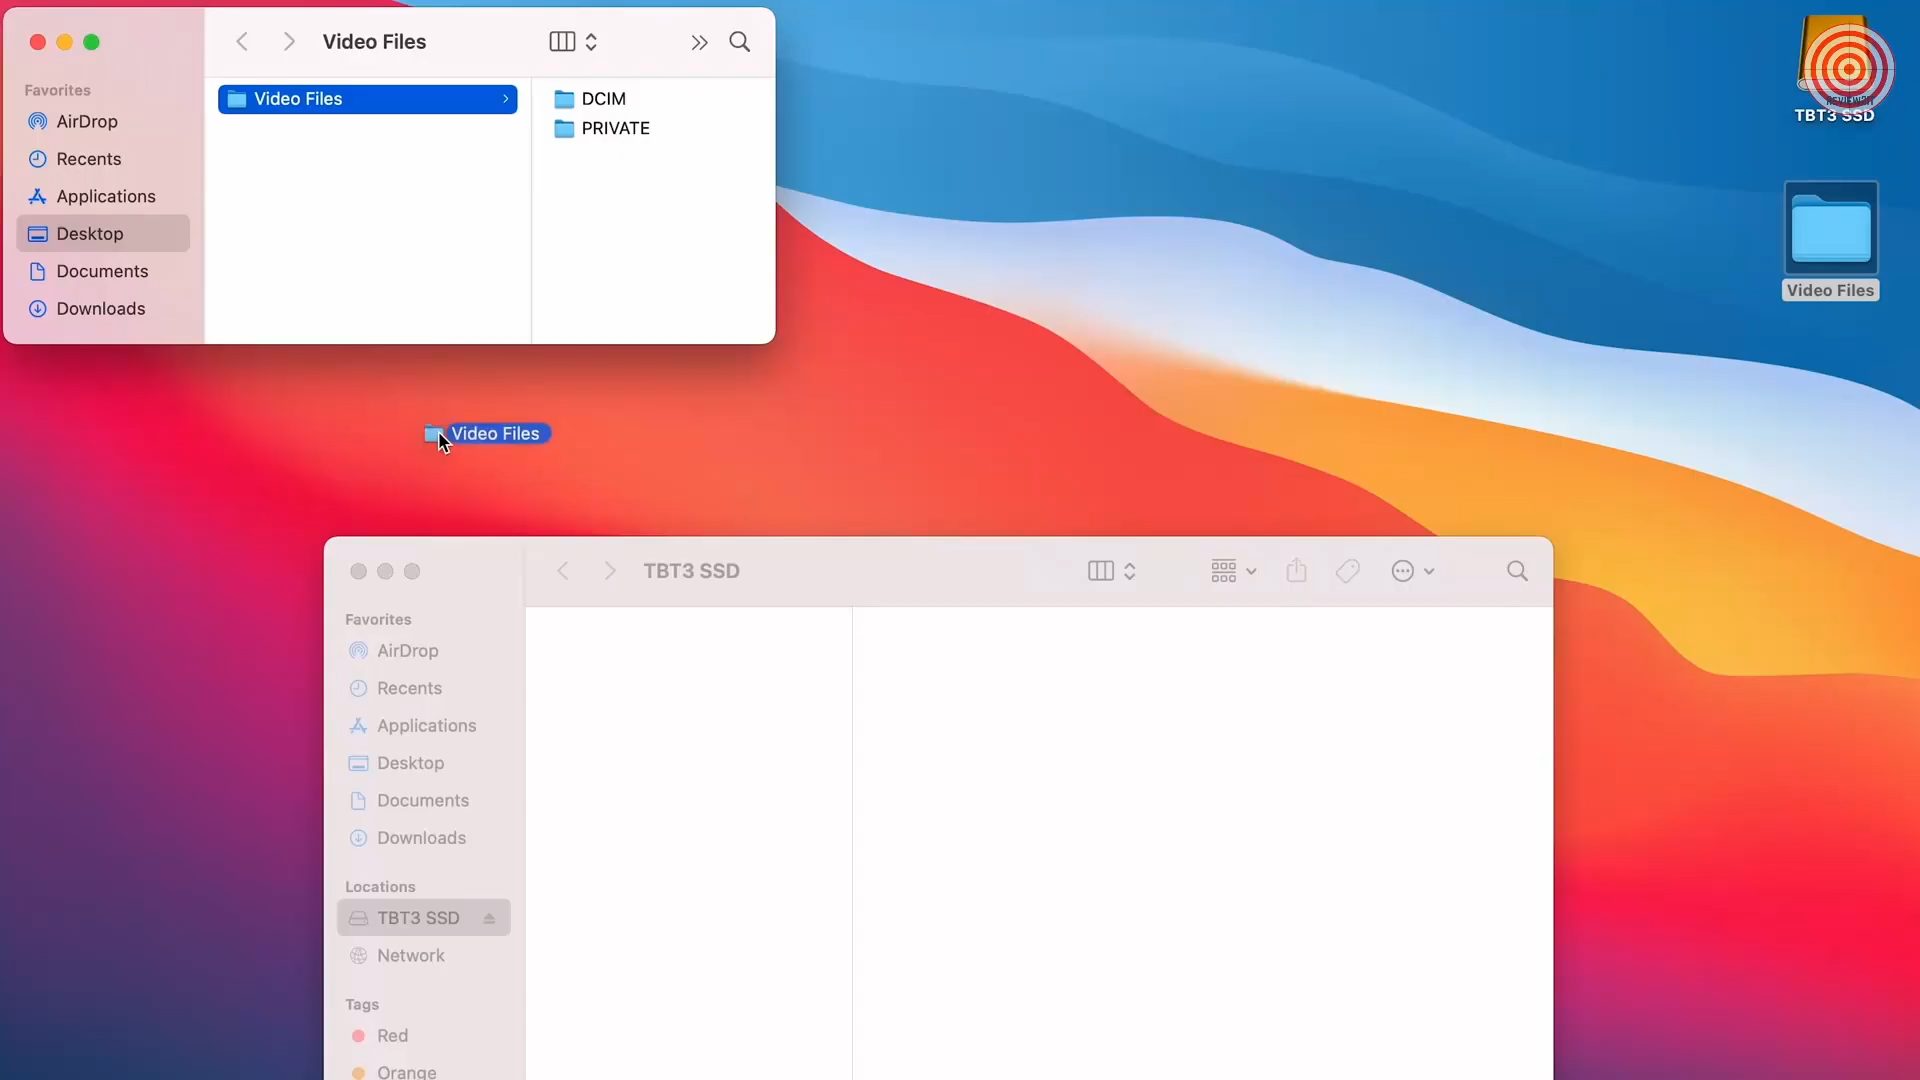 Video Files
Favorites
AirDrop
Recents
Applications
Desktop
Documents
Downloads
Video Files
DCIM
PRIVATE
TBT3 SSD
Video Files
Video Files
TBT3 SSD
Favorites
AirDrop
Recents
Applications
Desktop
Documents
Downloads
Locations
TBT3 SSD
Network
Tags
Red
Orange